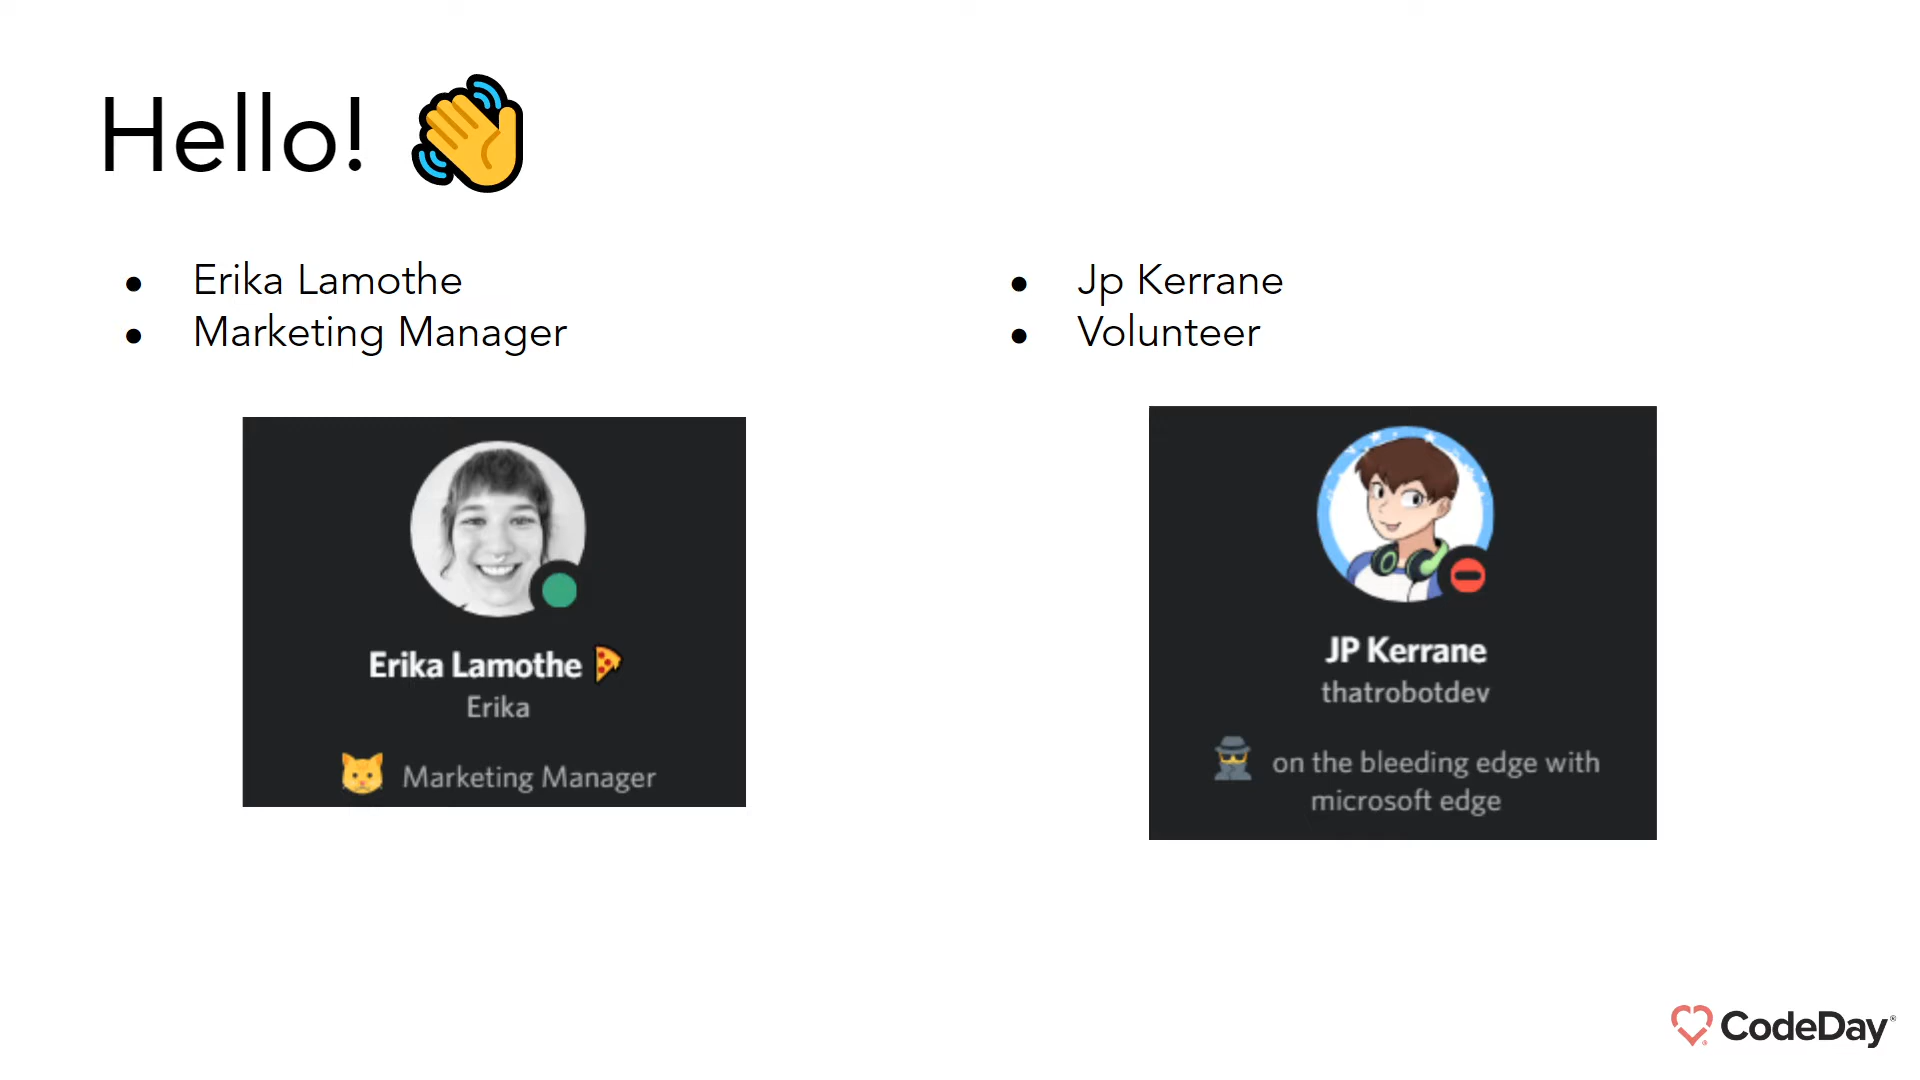 Hello! 👋
● Erika Lamothe
● Marketing Manager
Erika Lamothe 🍕
Erika
🐱 Marketing Manager
● Jp Kerrane
● Volunteer
JP Kerrane
thatrobotdev
🕵️ on the bleeding edge with
microsoft edge
CodeDay®